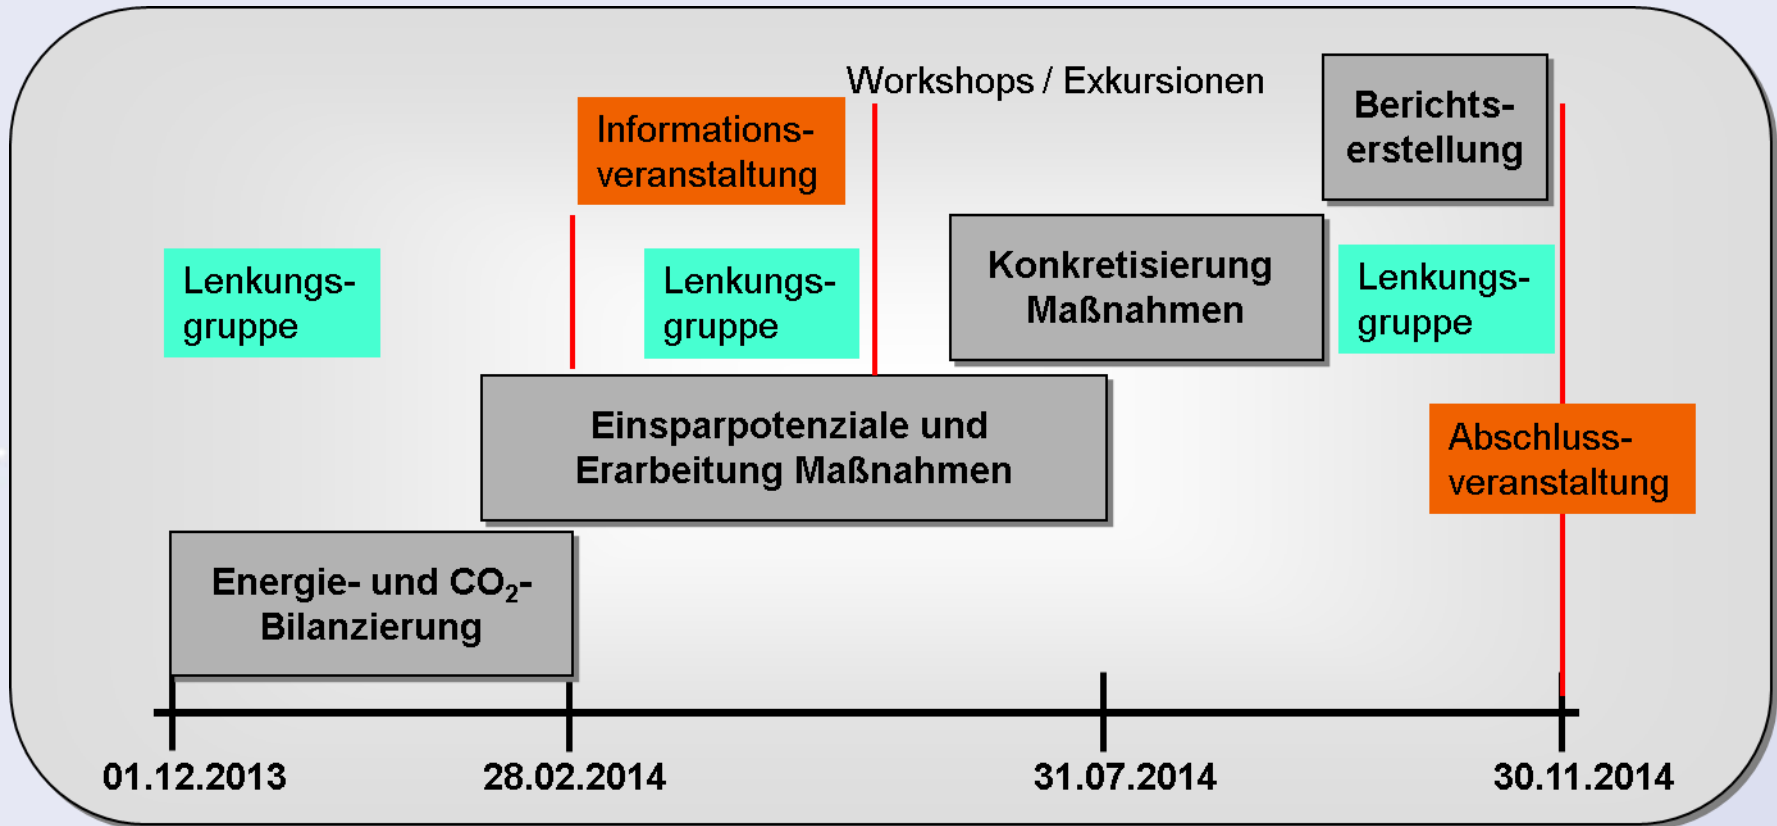 Workshops / Exkursionen
Berichts-
erstellung
Informations-
veranstaltung
Lenkungs-
gruppe
Lenkungs-
gruppe
Konkretisierung
Maßnahmen
Lenkungs-
gruppe
Einsparpotenziale und
Erarbeitung Maßnahmen
Abschluss-
veranstaltung
Energie- und CO₂-
Bilanzierung
01.12.2013
28.02.2014
31.07.2014
30.11.2014